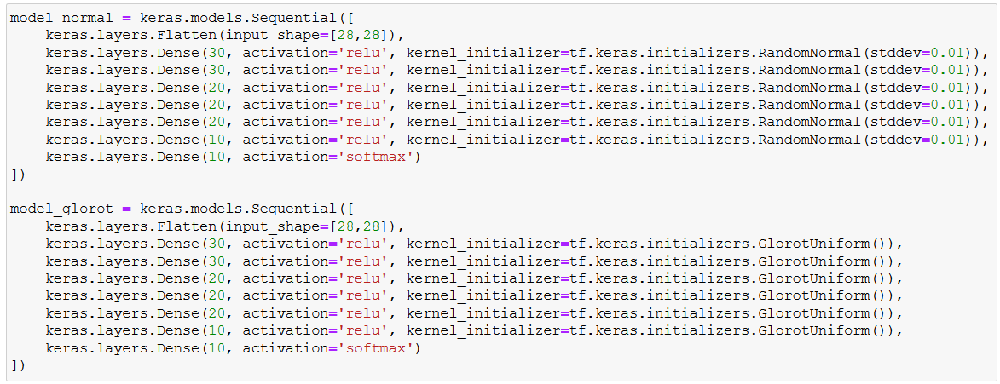 model_normal = keras.models.Sequential([
    keras.layers.Flatten(input_shape=[28,28]),
    keras.layers.Dense(30, activation='relu', kernel_initializer=tf.keras.initializers.RandomNormal(stddev=0.01)),
    keras.layers.Dense(30, activation='relu', kernel_initializer=tf.keras.initializers.RandomNormal(stddev=0.01)),
    keras.layers.Dense(20, activation='relu', kernel_initializer=tf.keras.initializers.RandomNormal(stddev=0.01)),
    keras.layers.Dense(20, activation='relu', kernel_initializer=tf.keras.initializers.RandomNormal(stddev=0.01)),
    keras.layers.Dense(20, activation='relu', kernel_initializer=tf.keras.initializers.RandomNormal(stddev=0.01)),
    keras.layers.Dense(10, activation='relu', kernel_initializer=tf.keras.initializers.RandomNormal(stddev=0.01)),
    keras.layers.Dense(10, activation='softmax')
])

model_glorot = keras.models.Sequential([
    keras.layers.Flatten(input_shape=[28,28]),
    keras.layers.Dense(30, activation='relu', kernel_initializer=tf.keras.initializers.GlorotUniform()),
    keras.layers.Dense(30, activation='relu', kernel_initializer=tf.keras.initializers.GlorotUniform()),
    keras.layers.Dense(20, activation='relu', kernel_initializer=tf.keras.initializers.GlorotUniform()),
    keras.layers.Dense(20, activation='relu', kernel_initializer=tf.keras.initializers.GlorotUniform()),
    keras.layers.Dense(20, activation='relu', kernel_initializer=tf.keras.initializers.GlorotUniform()),
    keras.layers.Dense(10, activation='relu', kernel_initializer=tf.keras.initializers.GlorotUniform()),
    keras.layers.Dense(10, activation='softmax')
])